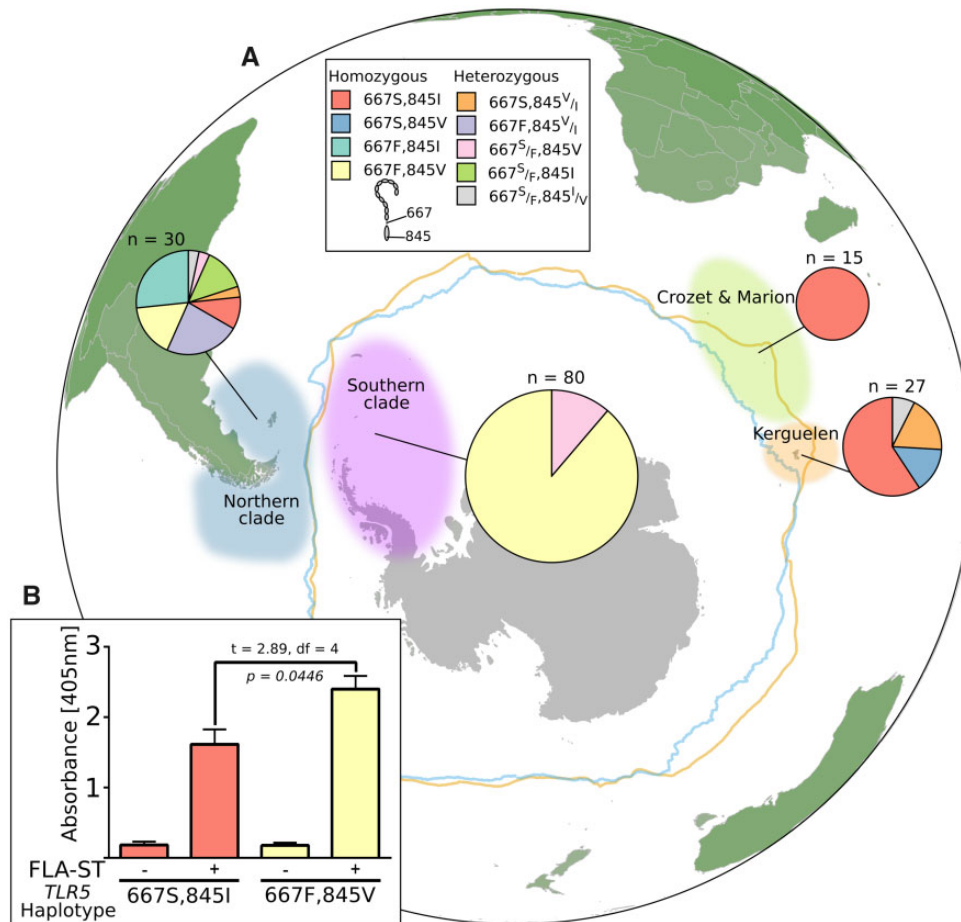 A
Homozygous
667S,845I
667S,845V
667F,845I
667F,845V
667
845
Heterozygous
667S,845V/I
667F,845V/I
667S/F,845V
667S/F,845I
667S/F,845I/V
n = 30
n = 15
Crozet & Marion
Southern
clade
n = 80
n = 27
Kerguelen
Northern
clade
B
Absorbance [405nm]
3
2
1
t = 2.89, df = 4
p = 0.0446
FLA-ST - + - +
TLR5
Haplotype
667S,845I 667F,845V